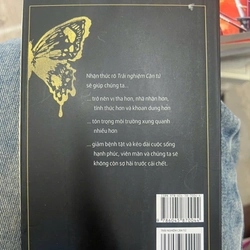 Nhận thức rõ Trải nghiệm Cận tử
sẽ giúp chúng ta...
... trở nên vị tha hơn, nhã nhặn hơn,
tỉnh thức hơn và khoan dung hơn
... tôn trọng môi trường xung quanh
nhiều hơn
... giảm bệnh tật và kéo dài cuộc sống
hạnh phúc, viên mãn và chúng ta sẽ
không còn sợ hãi trước cái chết.